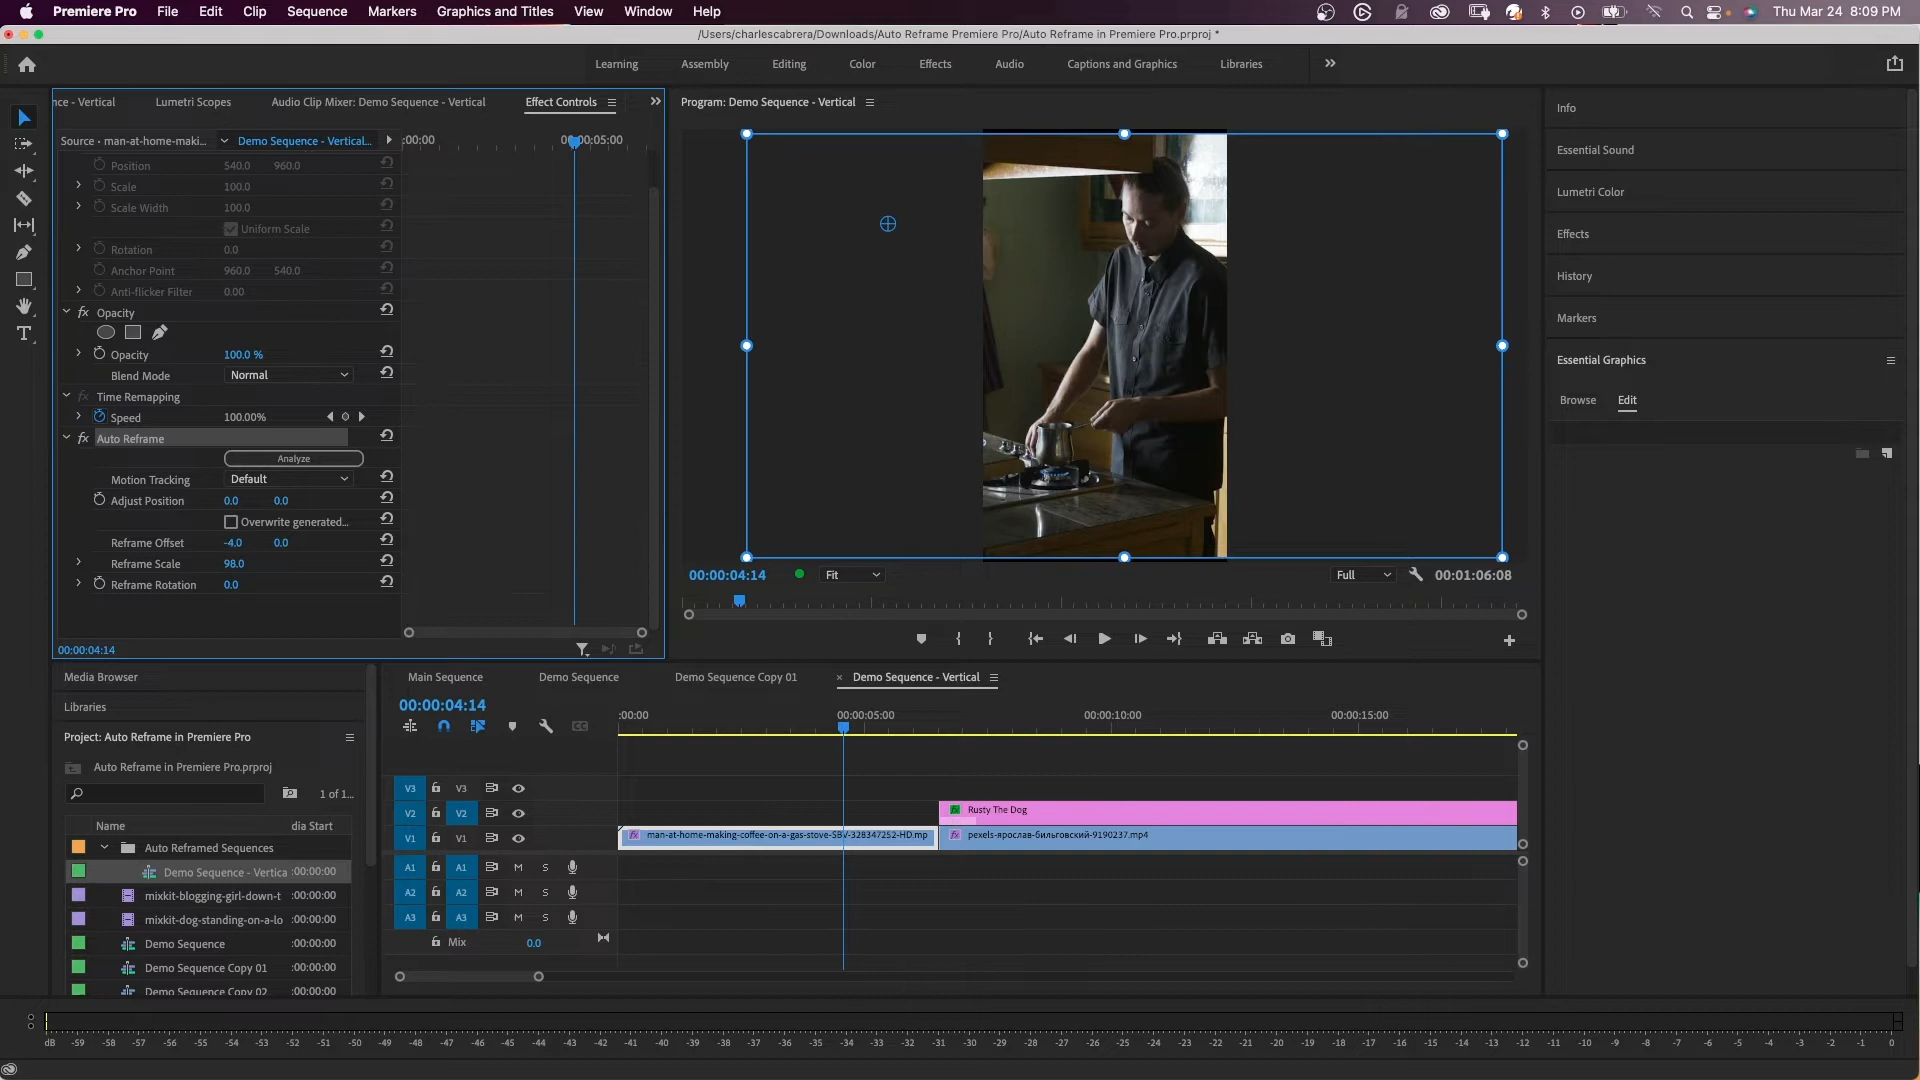 Premiere Pro File Edit Clip Sequence Markers Graphics and Titles View Window Help Thu Mar 24 8:09 PM
/Users/charlescabrera/Downloads/Auto Reframe Premiere Pro/Auto Reframe in Premiere Pro.prproj *
Learning Assembly Editing Color Effects Audio Captions and Graphics Libraries
nce - Vertical Lumetri Scopes Audio Clip Mixer: Demo Sequence - Vertical Effect Controls
Source • man-at-home-maki... Demo Sequence - Vertical...
:00:00 00:00:05:00
Position 540.0 960.0
Scale 100.0
Scale Width 100.0
Uniform Scale
Rotation 0.0
Anchor Point 960.0 540.0
Anti-flicker Filter 0.00
fx Opacity
Opacity 100.0 %
Blend Mode Normal
fx Time Remapping
Speed 100.00%
fx Auto Reframe
Analyze
Motion Tracking Default
Adjust Position 0.0 0.0
Overwrite generated...
Reframe Offset -4.0 0.0
Reframe Scale 98.0
Reframe Rotation 0.0
00:00:04:14
Program: Demo Sequence - Vertical
00:00:04:14 Fit Full 00:01:06:08
Info
Essential Sound
Lumetri Color
Effects
History
Markers
Essential Graphics
Browse Edit
Media Browser
Libraries
Project: Auto Reframe in Premiere Pro
Auto Reframe in Premiere Pro.prproj
1 of 1...
Name dia Start
Auto Reframed Sequences
Demo Sequence - Vertica :00:00:00
mixkit-blogging-girl-down-t :00:00:00
mixkit-dog-standing-on-a-lo :00:00:00
Demo Sequence :00:00:00
Demo Sequence Copy 01 :00:00:00
Demo Sequence Copy 02 :00:00:00
Main Sequence Demo Sequence Demo Sequence Copy 01 × Demo Sequence - Vertical
00:00:04:14
:00:00 00:00:05:00 00:00:10:00 00:00:15:00
V3 V3
V2 V2 fx Rusty The Dog
V1 V1 fx man-at-home-making-coffee-on-a-gas-stove-SBV-328347252-HD.mp fx pexels-ярослав-бильговский-9190237.mp4
A1 A1 M S
A2 A2 M S
A3 A3 M S
Mix 0.0
dB -59 -58 -57 -56 -55 -54 -53 -52 -51 -50 -49 -48 -47 -46 -45 -44 -43 -42 -41 -40 -39 -38 -37 -36 -35 -34 -33 -32 -31 -30 -29 -28 -27 -26 -25 -24 -23 -22 -21 -20 -19 -18 -17 -16 -15 -14 -13 -12 -11 -10 -9 -8 -7 -6 -5 -4 -3 -2 -1 0